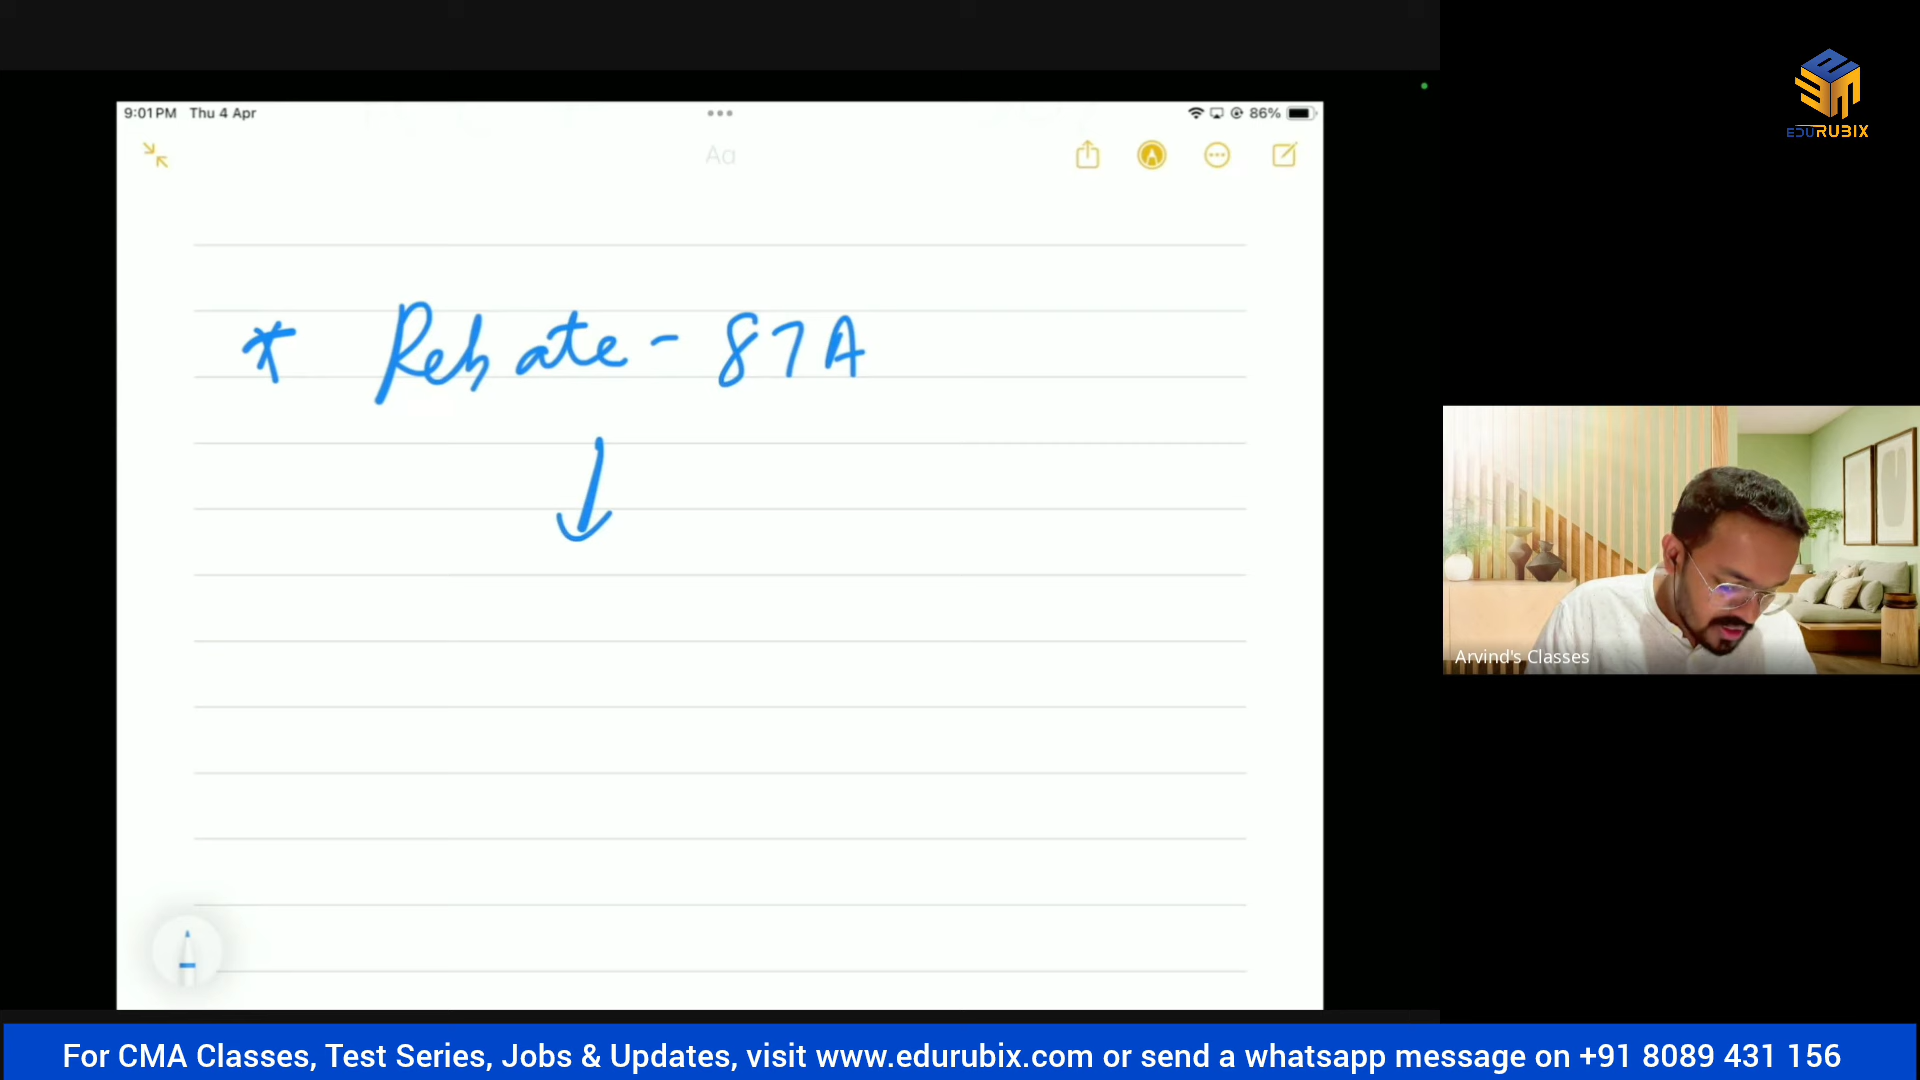 9:01 PM Thu 4 Apr
86%
Aa
* Rebate - 87A
EDURUBIX
Arvind's Classes
For CMA Classes, Test Series, Jobs & Updates, visit www.edurubix.com or send a whatsapp message on +91 8089 431 156